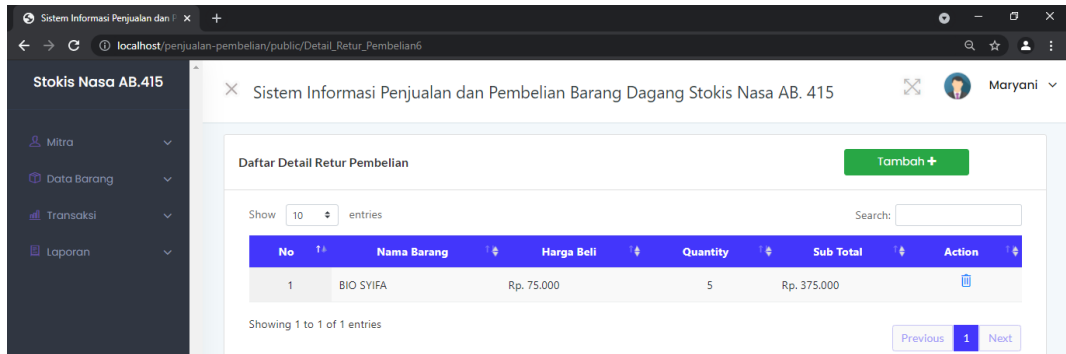 Sistem Informasi Penjualan dan P
localhost/penjualan-pembelian/public/Detail_Retur_Pembelian6
Stokis Nasa AB.415
Sistem Informasi Penjualan dan Pembelian Barang Dagang Stokis Nasa AB. 415
Maryani
Mitra
Data Barang
Transaksi
Laporan
Daftar Detail Retur Pembelian
Tambah +
Show 10 entries
Search:
No Nama Barang Harga Beli Quantity Sub Total Action
1 BIO SYIFA Rp. 75.000 5 Rp. 375.000
Showing 1 to 1 of 1 entries
Previous 1 Next